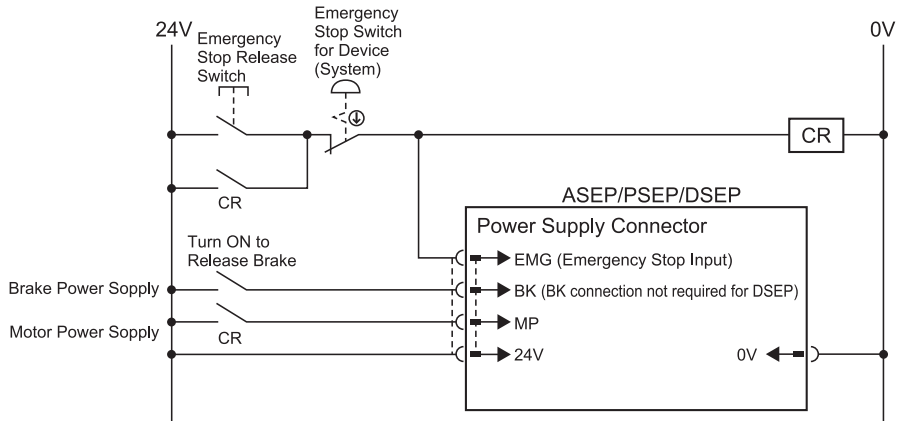 24V
Emergency
Stop Release
Switch
Emergency
Stop Switch
for Device
(System)
0V
CR
CR
ASEP/PSEP/DSEP
Power Supply Connector
Turn ON to
Release Brake
EMG (Emergency Stop Input)
Brake Power Supply
BK (BK connection not required for DSEP)
Motor Power Supply
CR
MP
24V
0V